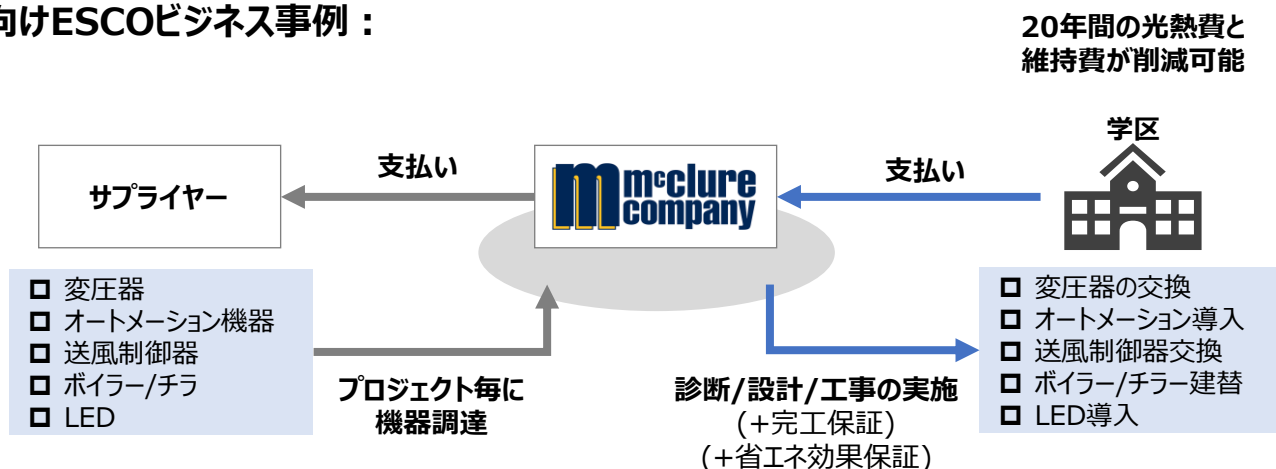 向けESCOビジネス事例：
20年間の光熱費と
維持費が削減可能
学区
サプライヤー
支払い
mcclure
company
支払い
変圧器
オートメーション機器
送風制御器
ボイラー/チラ
LED
プロジェクト毎に
機器調達
診断/設計/工事の実施
(+完工保証)
(+省エネ効果保証)
変圧器の交換
オートメーション導入
送風制御器交換
ボイラー/チラー建替
LED導入